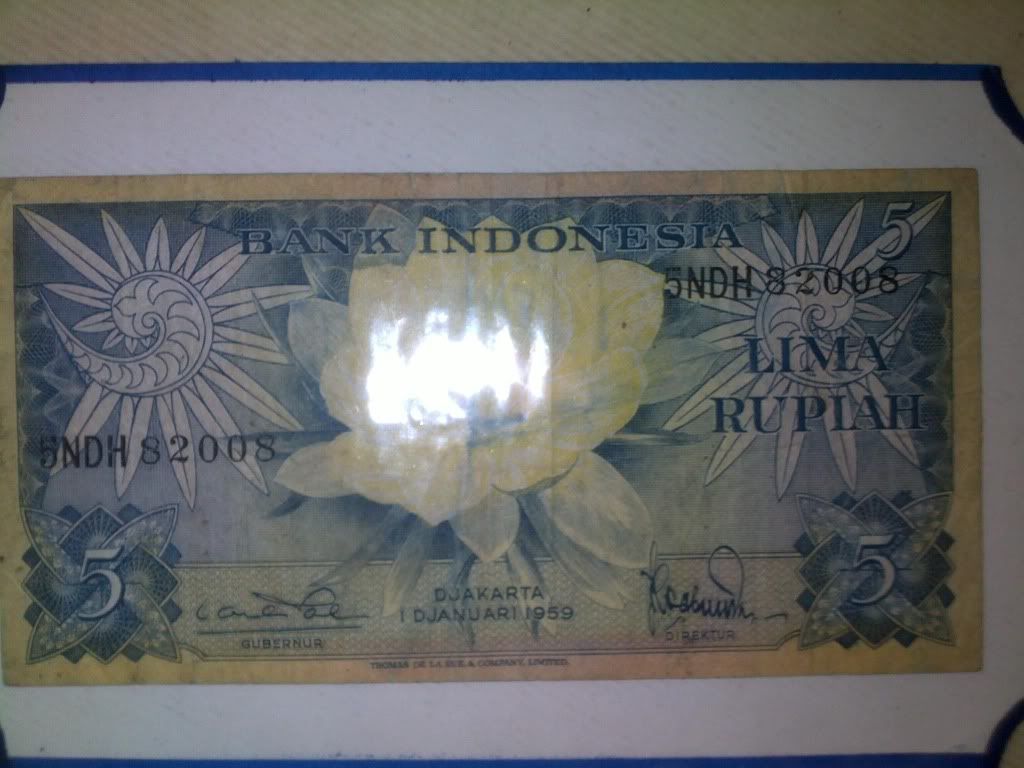 BANK INDONESIA
5
5NDH 82008
LIMA
RUPIAH
5NDH 82008
5
5
DJAKARTA
1 DJANUARI 1959
GUBERNUR
DIREKTUR
THOMAS DE LA RUE & COMPANY, LIMITED.